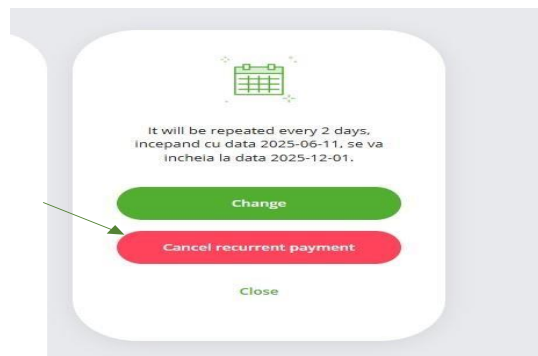 It will be repeated every 2 days,
incepand cu data 2025-06-11, se va
incheia la data 2025-12-01.
Change
Cancel recurrent payment
Close